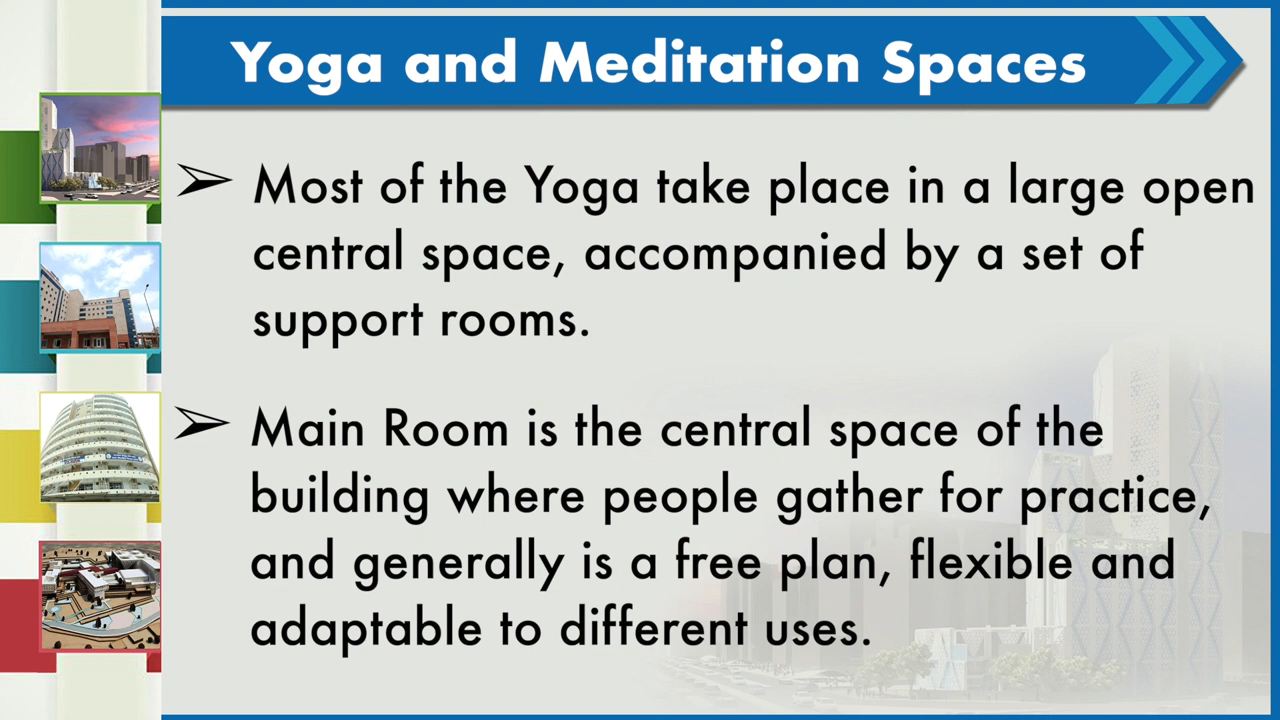 Yoga and Meditation Spaces
➢ Most of the Yoga take place in a large open
central space, accompanied by a set of
support rooms.
➢ Main Room is the central space of the
building where people gather for practice,
and generally is a free plan, flexible and
adaptable to different uses.